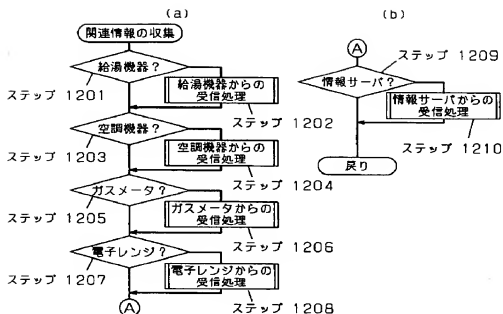 (a)
関連情報の収集
給湯機器？
ステップ 1201
給湯機器からの
受信処理
ステップ 1202
空調機器？
ステップ 1203
空調機器からの
受信処理
ステップ 1204
ガスメータ？
ステップ 1205
ガスメータからの
受信処理
ステップ 1206
電子レンジ？
ステップ 1207
電子レンジからの
受信処理
ステップ 1208
A
(b)
A
ステップ 1209
情報サーバ？
情報サーバからの
受信処理
ステップ 1210
戻り